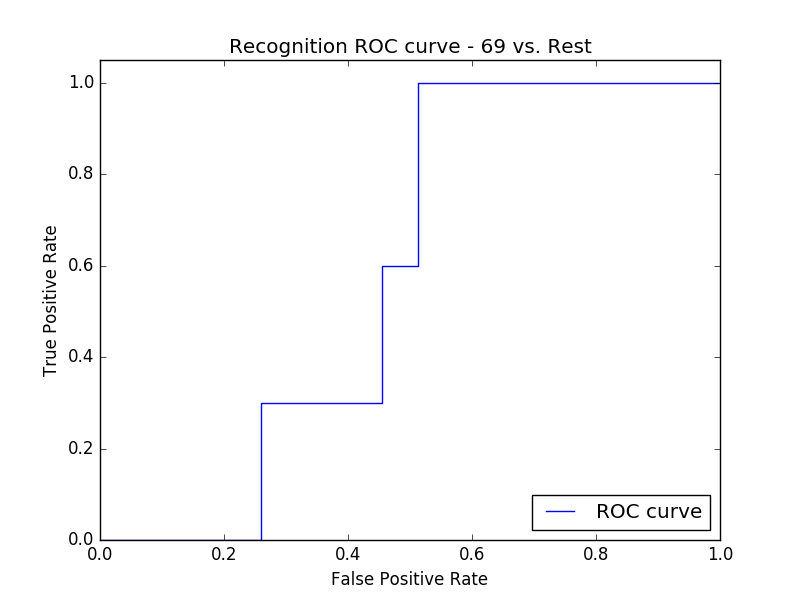 Recognition ROC curve - 69 vs. Rest
1.0
0.8
0.6
0.4
0.2
0.0
True Positive Rate
0.0 0.2 0.4 0.6 0.8 1.0
False Positive Rate
ROC curve